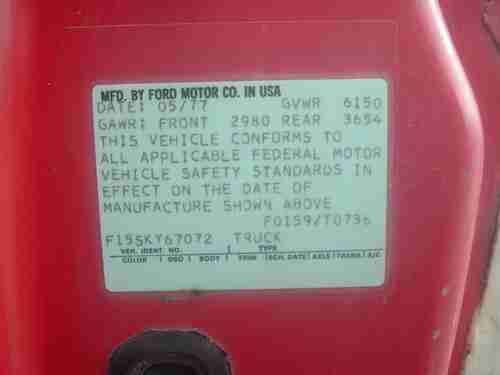 MFD. BY FORD MOTOR CO. IN USA
DATE: 05/77 GVWR 6150
GAWR: FRONT 2980 REAR 3654
THIS VEHICLE CONFORMS TO
ALL APPLICABLE FEDERAL MOTOR
VEHICLE SAFETY STANDARDS IN
EFFECT ON THE DATE OF
MANUFACTURE SHOWN ABOVE
F0159/T0736
F15SKY67072 TRUCK
VEH. IDENT. NO. TYPE
COLOR DSO BODY TRIM SCH. DATE AXLE TRANS. A/C